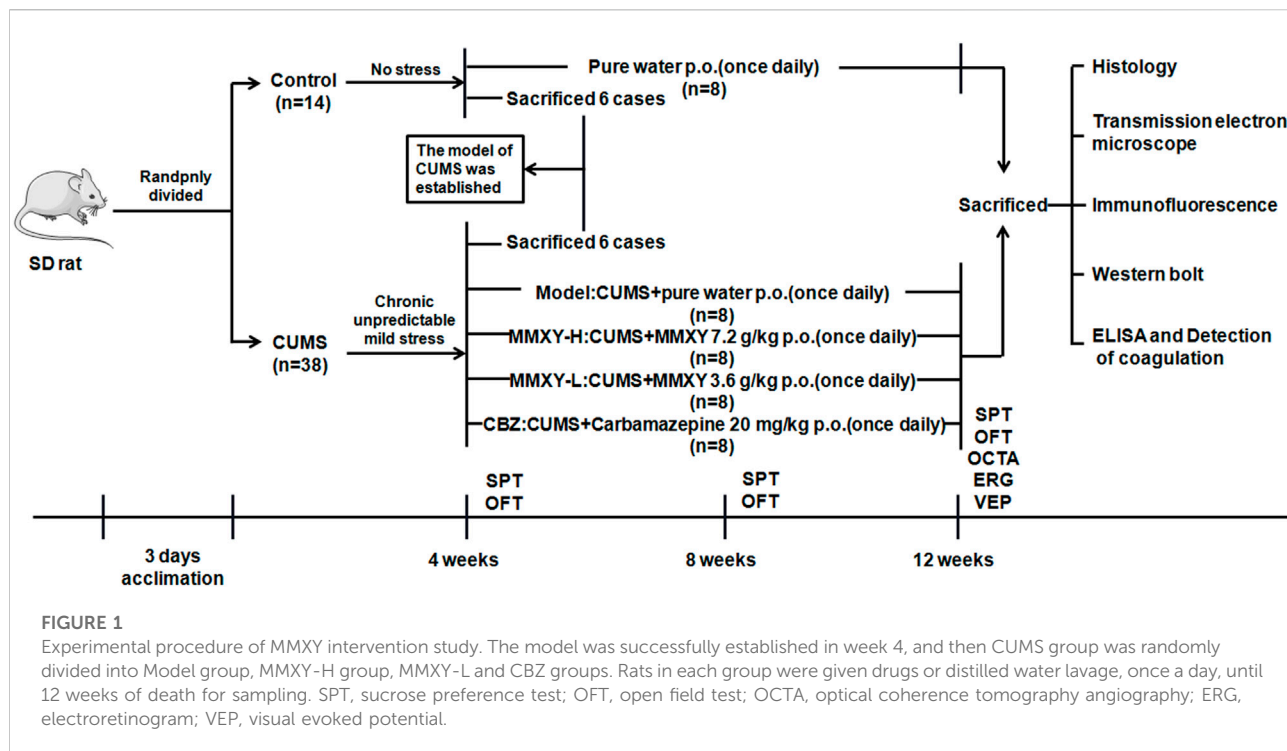 Control
(n=14)
No stress
Pure water p.o.(once daily)
(n=8)
Sacrificed 6 cases
The model of
CUMS was
established
Randpnly
divided
SD rat
Sacrificed 6 cases
CUMS
(n=38)
Chronic
unpredictable
mild stress
Model:CUMS+pure water p.o.(once daily)
(n=8)
MMXY-H:CUMS+MMXY 7.2 g/kg p.o.(once daily)
(n=8)
MMXY-L:CUMS+MMXY 3.6 g/kg p.o.(once daily)
(n=8)
CBZ:CUMS+Carbamazepine 20 mg/kg p.o.(once daily)
(n=8)
Sacrificed
Histology
Transmission electron
microscope
Immunofluorescence
Western bolt
ELISA and Detection
of coagulation
SPT
OFT
SPT
OFT
SPT
OFT
OCTA
ERG
VEP
3 days
acclimation
4 weeks
8 weeks
12 weeks
FIGURE 1
Experimental procedure of MMXY intervention study. The model was successfully established in week 4, and then CUMS group was randomly
divided into Model group, MMXY-H group, MMXY-L and CBZ groups. Rats in each group were given drugs or distilled water lavage, once a day, until
12 weeks of death for sampling. SPT, sucrose preference test; OFT, open field test; OCTA, optical coherence tomography angiography; ERG,
electroretinogram; VEP, visual evoked potential.